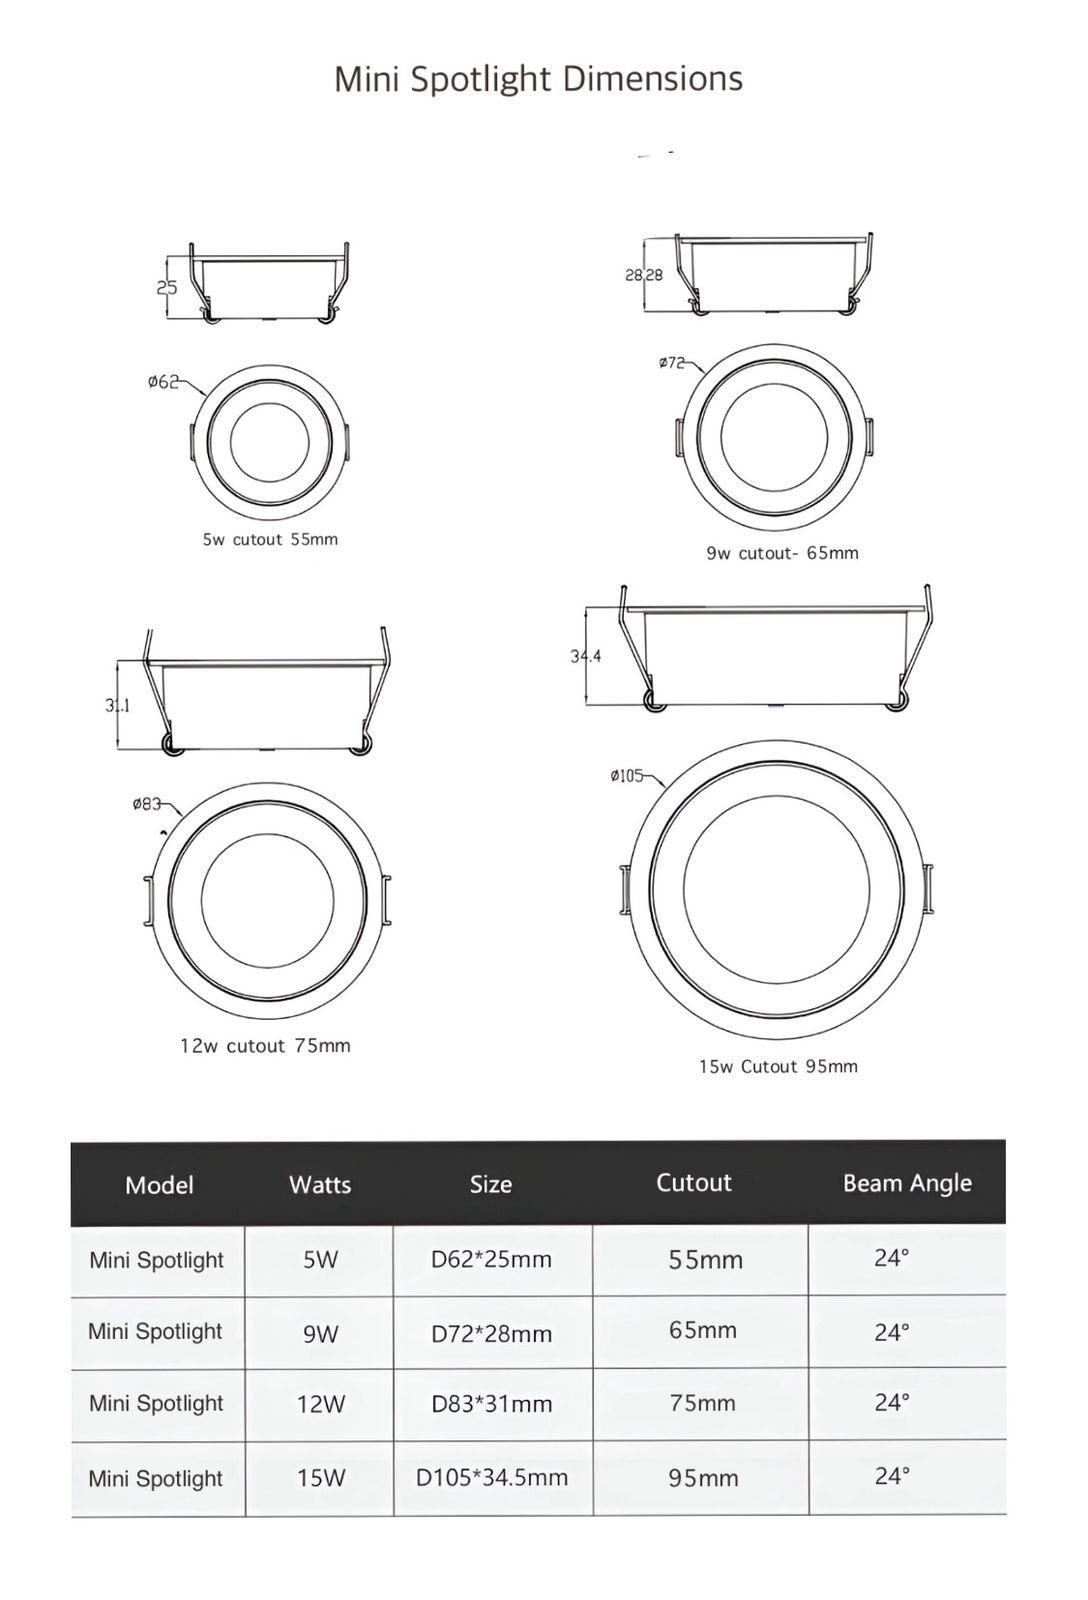 Mini Spotlight Dimensions
25
28.28
Ø62
Ø72
5w cutout 55mm
9w cutout- 65mm
34.4
31.1
Ø105
Ø83
12w cutout 75mm
15w Cutout 95mm
Model Watts Size Cutout Beam Angle
Mini Spotlight 5W D62*25mm 55mm 24°
Mini Spotlight 9W D72*28mm 65mm 24°
Mini Spotlight 12W D83*31mm 75mm 24°
Mini Spotlight 15W D105*34.5mm 95mm 24°